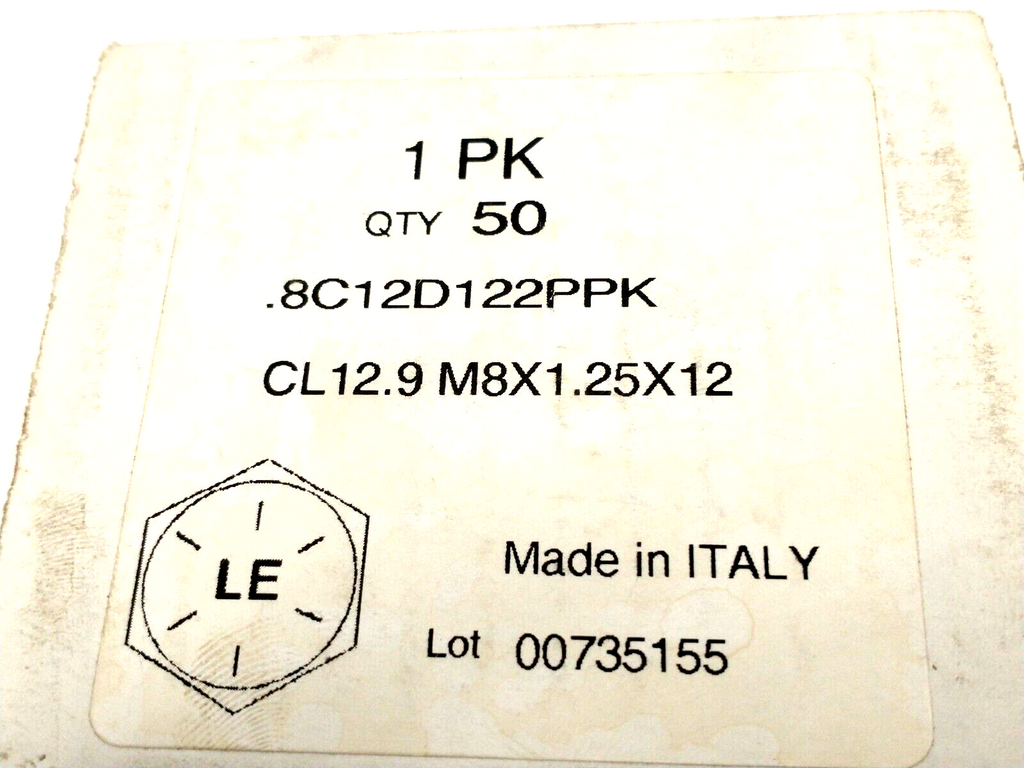 1 PK
QTY 50
.8C12D122PPK
CL12.9 M8X1.25X12
LE
Made in ITALY
Lot 00735155